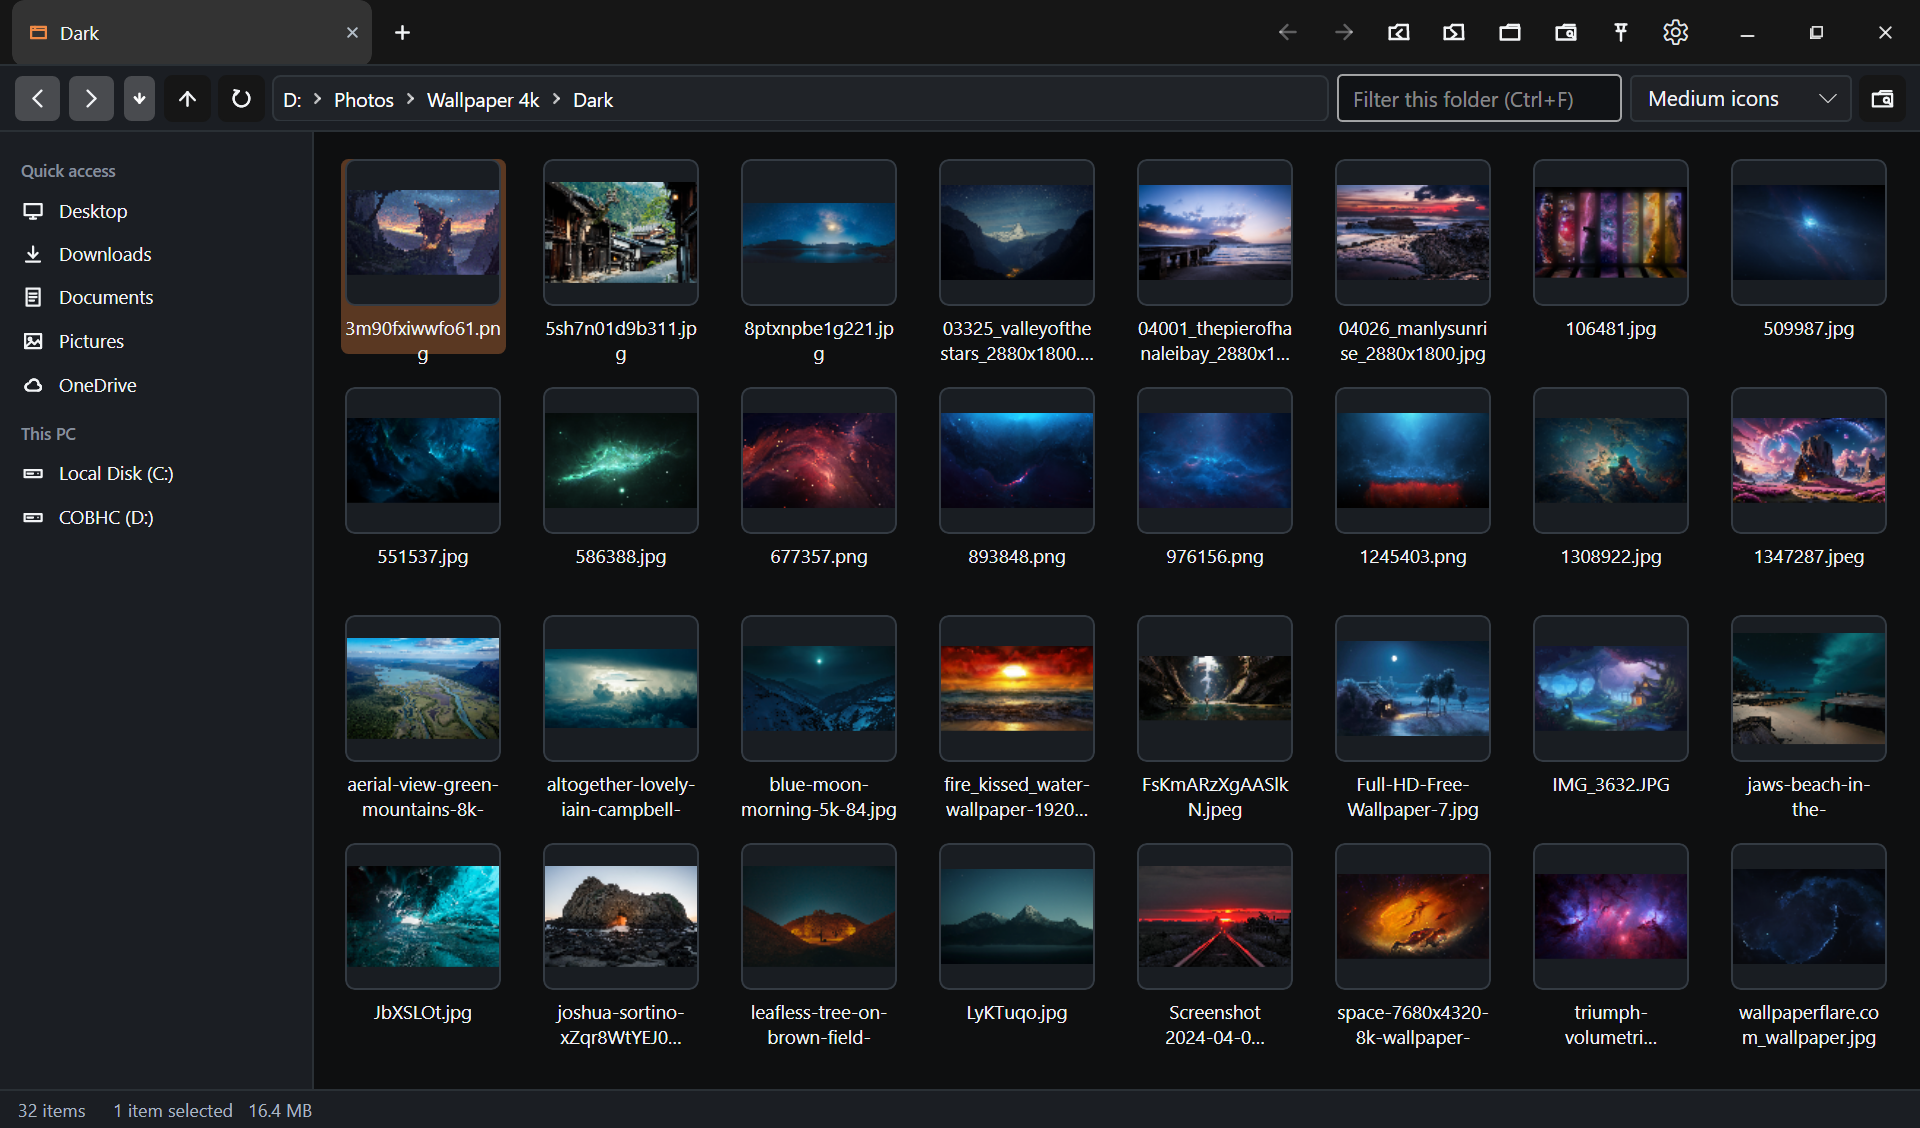 Dark
D: > Photos > Wallpaper 4k > Dark
Filter this folder (Ctrl+F)
Medium icons
Quick access
Desktop
Downloads
Documents
Pictures
OneDrive
This PC
Local Disk (C:)
COBHC (D:)
3m90fxiwwfo61.pn
g
5sh7n01d9b311.jp
g
8ptxnpbe1g221.jp
g
03325_valleyofthe
stars_2880x1800....
04001_thepierofha
naleibay_2880x1...
04026_manlysunri
se_2880x1800.jpg
106481.jpg
509987.jpg
551537.jpg
586388.jpg
677357.png
893848.png
976156.png
1245403.png
1308922.jpg
1347287.jpeg
aerial-view-green-
mountains-8k-
altogether-lovely-
iain-campbell-
blue-moon-
morning-5k-84.jpg
fire_kissed_water-
wallpaper-1920...
FsKmARzXgAASlk
N.jpeg
Full-HD-Free-
Wallpaper-7.jpg
IMG_3632.JPG
jaws-beach-in-
the-
JbXSLOt.jpg
joshua-sortino-
xZqr8WtYEJ0...
leafless-tree-on-
brown-field-
LyKTuqo.jpg
Screenshot
2024-04-0...
space-7680x4320-
8k-wallpaper-
triumph-
volumetri...
wallpaperflare.co
m_wallpaper.jpg
32 items
1 item selected
16.4 MB